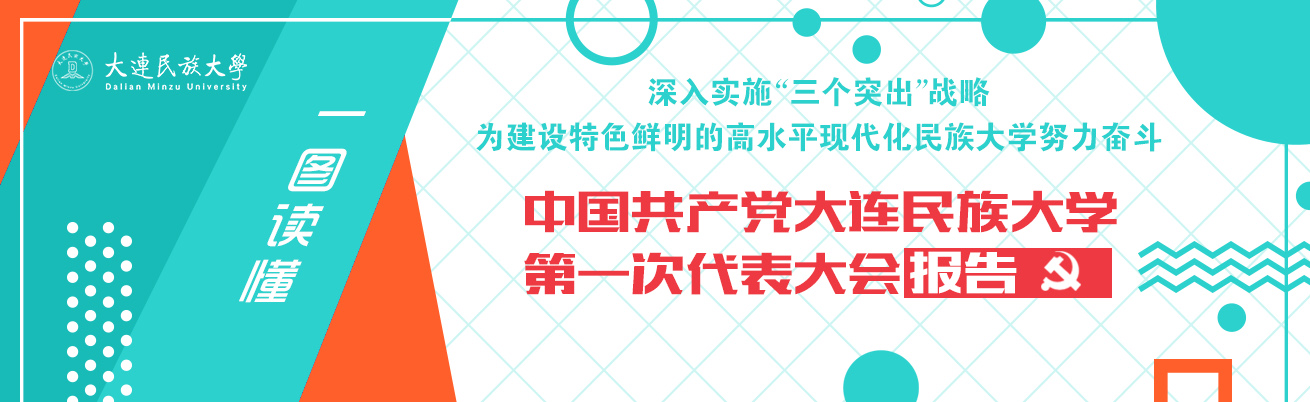 大連民族大學
Dalian Minzu University
一图读懂
深入实施“三个突出”战略
为建设特色鲜明的高水平现代化民族大学努力奋斗
中国共产党大连民族大学
第一次代表大会报告